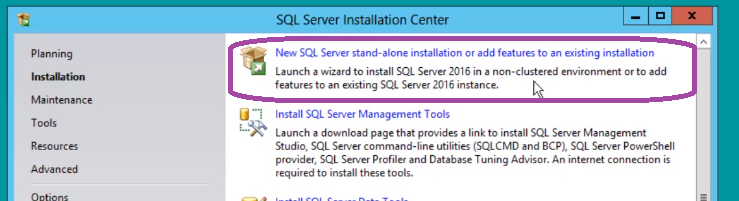 SQL Server Installation Center
Planning
Installation
Maintenance
Tools
Resources
Advanced
Options
New SQL Server stand-alone installation or add features to an existing installation
Launch a wizard to install SQL Server 2016 in a non-clustered environment or to add
features to an existing SQL Server 2016 instance.
Install SQL Server Management Tools
Launch a download page that provides a link to install SQL Server Management
Studio, SQL Server command-line utilities (SQLCMD and BCP), SQL Server PowerShell
provider, SQL Server Profiler and Database Tuning Advisor. An internet connection is
required to install these tools.
Install SQL Server Data Tools